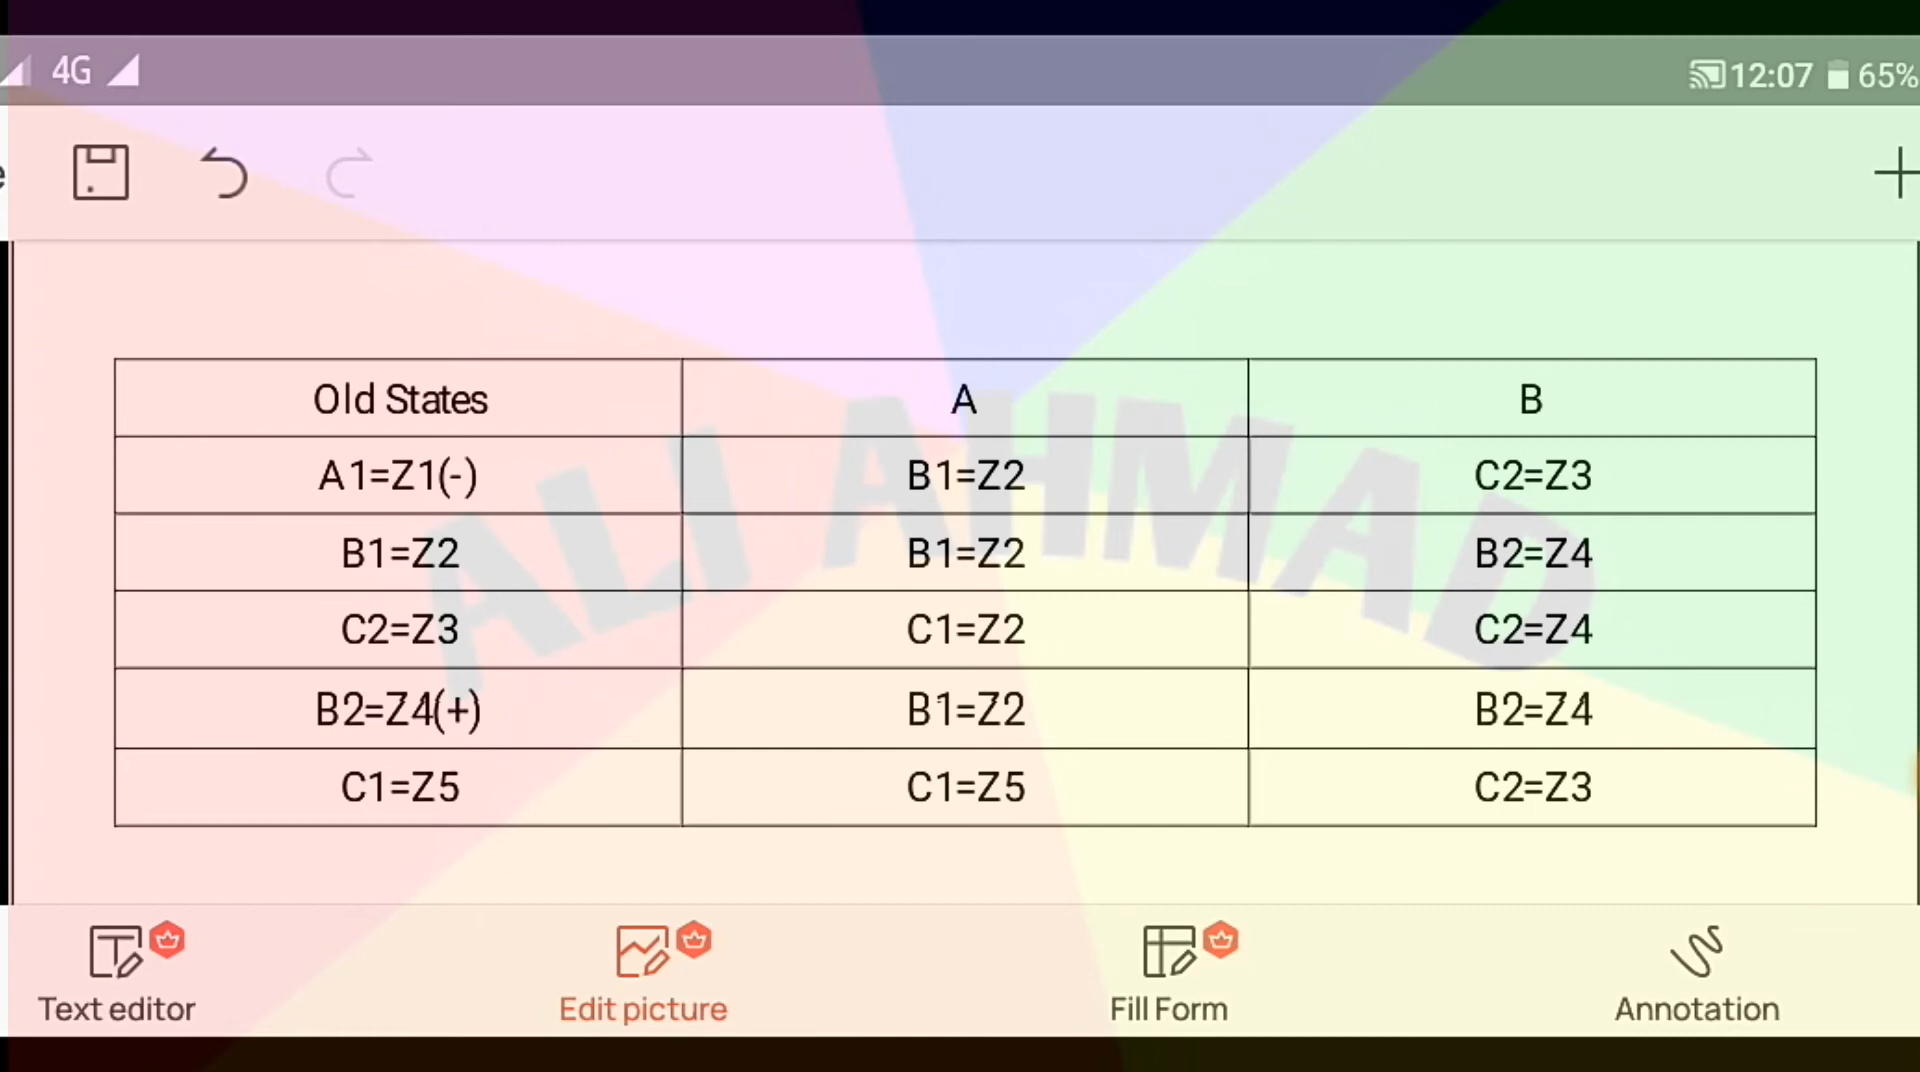 4G 12:07 65%
Old States A B
A1=Z1(-) B1=Z2 C2=Z3
B1=Z2 B1=Z2 B2=Z4
C2=Z3 C1=Z2 C2=Z4
B2=Z4(+) B1=Z2 B2=Z4
C1=Z5 C1=Z5 C2=Z3
ALI AHMAD
Text editor Edit picture Fill Form Annotation